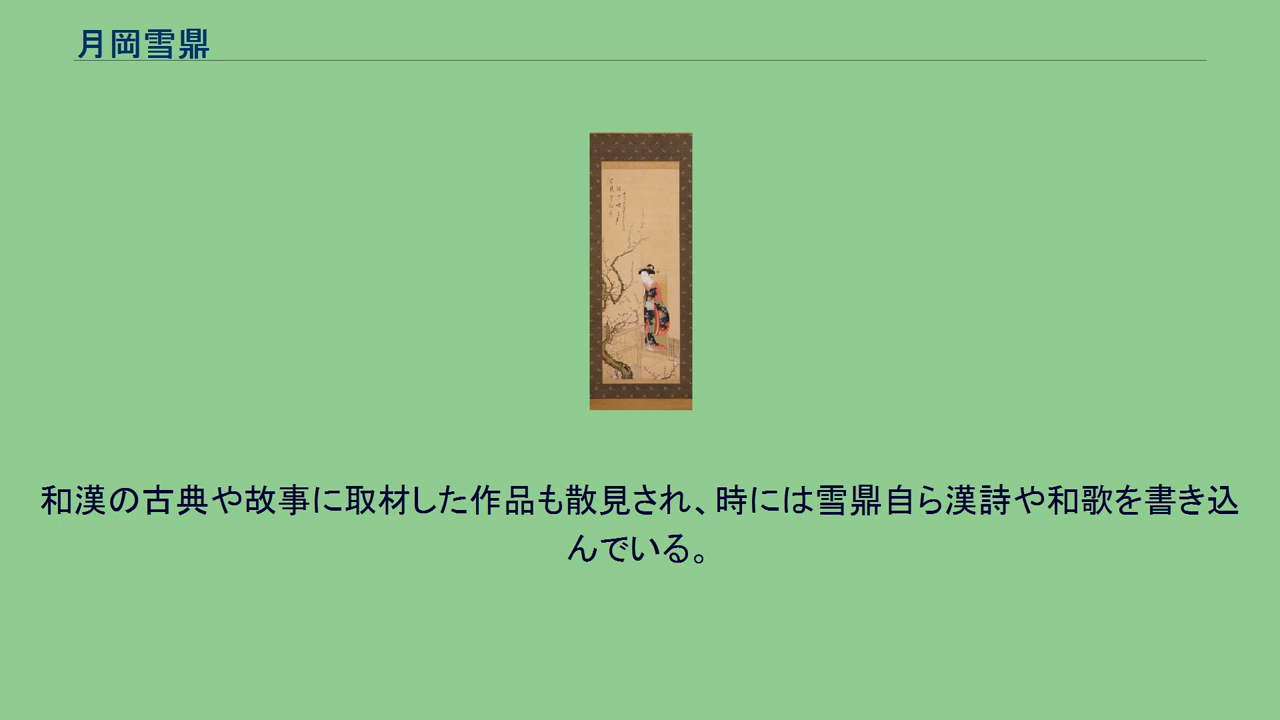 月岡雪鼎
和漢の古典や故事に取材した作品も散見され、時には雪鼎自ら漢詩や和歌を書き込
んでいる。